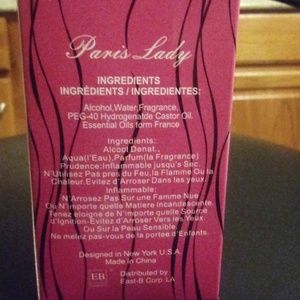 Paris Lady
INGREDIENTS
INGRÉDIENTS / INGREDIENTES:
Alcohol,Water,Fragrance,
PEG-40 Hydrogenalde Castor Oil.
Essential Oils form France
Ingredients:
Alcool Denat.,
Aqua(l'Eau).Parfum(la Fragrance)
Prudence:Inflammable jusqu's Sec.
N'Utilisez Pas pres du Feu,la Flamme Ou la
Chaleur.Evitez d'Arroser Dans les yeux.
Inflammable:
N'Arrosez Pas Sur une Famme Nue
Ou N'importe quelle Matiere Incandescente.
Tenez eloigne de N'importe quelle Source
d'Ignition-Evitez d'Arroser Vers les Yeux
Ou Sur la Peau Sensible.
Ne melez pas-vous de la portee d'Enfants.
Designed in New York U.S.A.
Made In China
EB
Distributed by
East-B Corp. LA